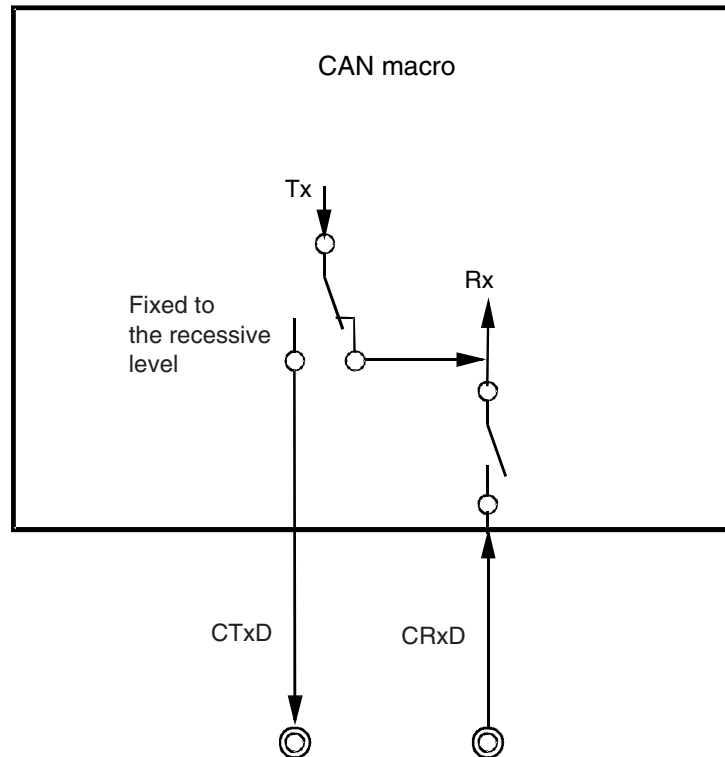 CAN macro
Tx
Rx
Fixed to
the recessive
level
CTxD
CRxD